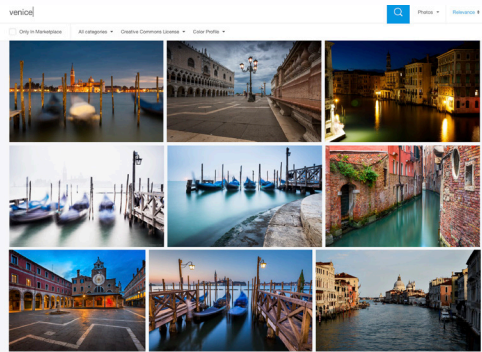 venice
Photos
Relevance
Only in Marketplace
All categories
Creative Commons License
Color Profile